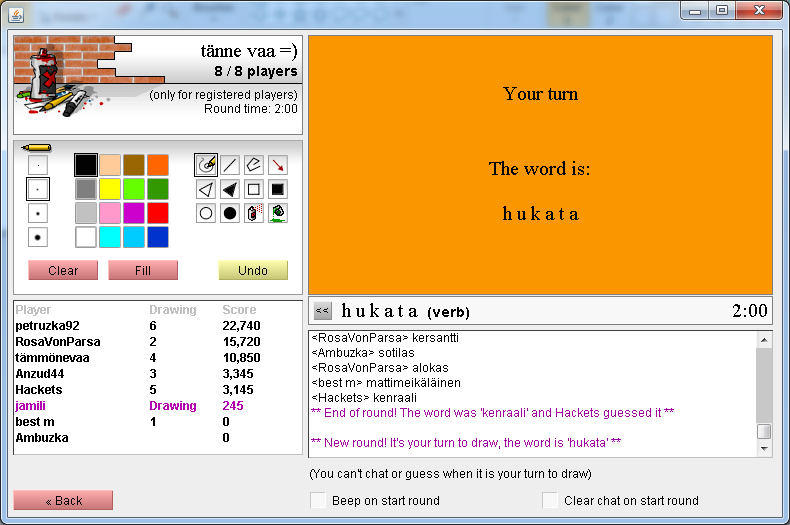 tänne vaa =)
8 / 8 players
(only for registered players)
Round time: 2:00
Clear
Fill
Undo
Player Drawing Score
petruzka92 6 22,740
RosaVonParsa 2 15,720
tämmönevaa 4 10,850
Anzud44 3 3,345
Hackets 5 3,145
jamili Drawing 245
best m 1 0
Ambuzka 0
« Back
Your turn
The word is:
h u k a t a
<< h u k a t a (verb) 2:00
<RosaVonParsa> kersantti
<Ambuzka> sotilas
<RosaVonParsa> alokas
<best m> mattimeikäläinen
<Hackets> kenraali
** End of round! The word was 'kenraali' and Hackets guessed it **
** New round! It's your turn to draw, the word is 'hukata' **
(You can't chat or guess when it is your turn to draw)
Beep on start round
Clear chat on start round